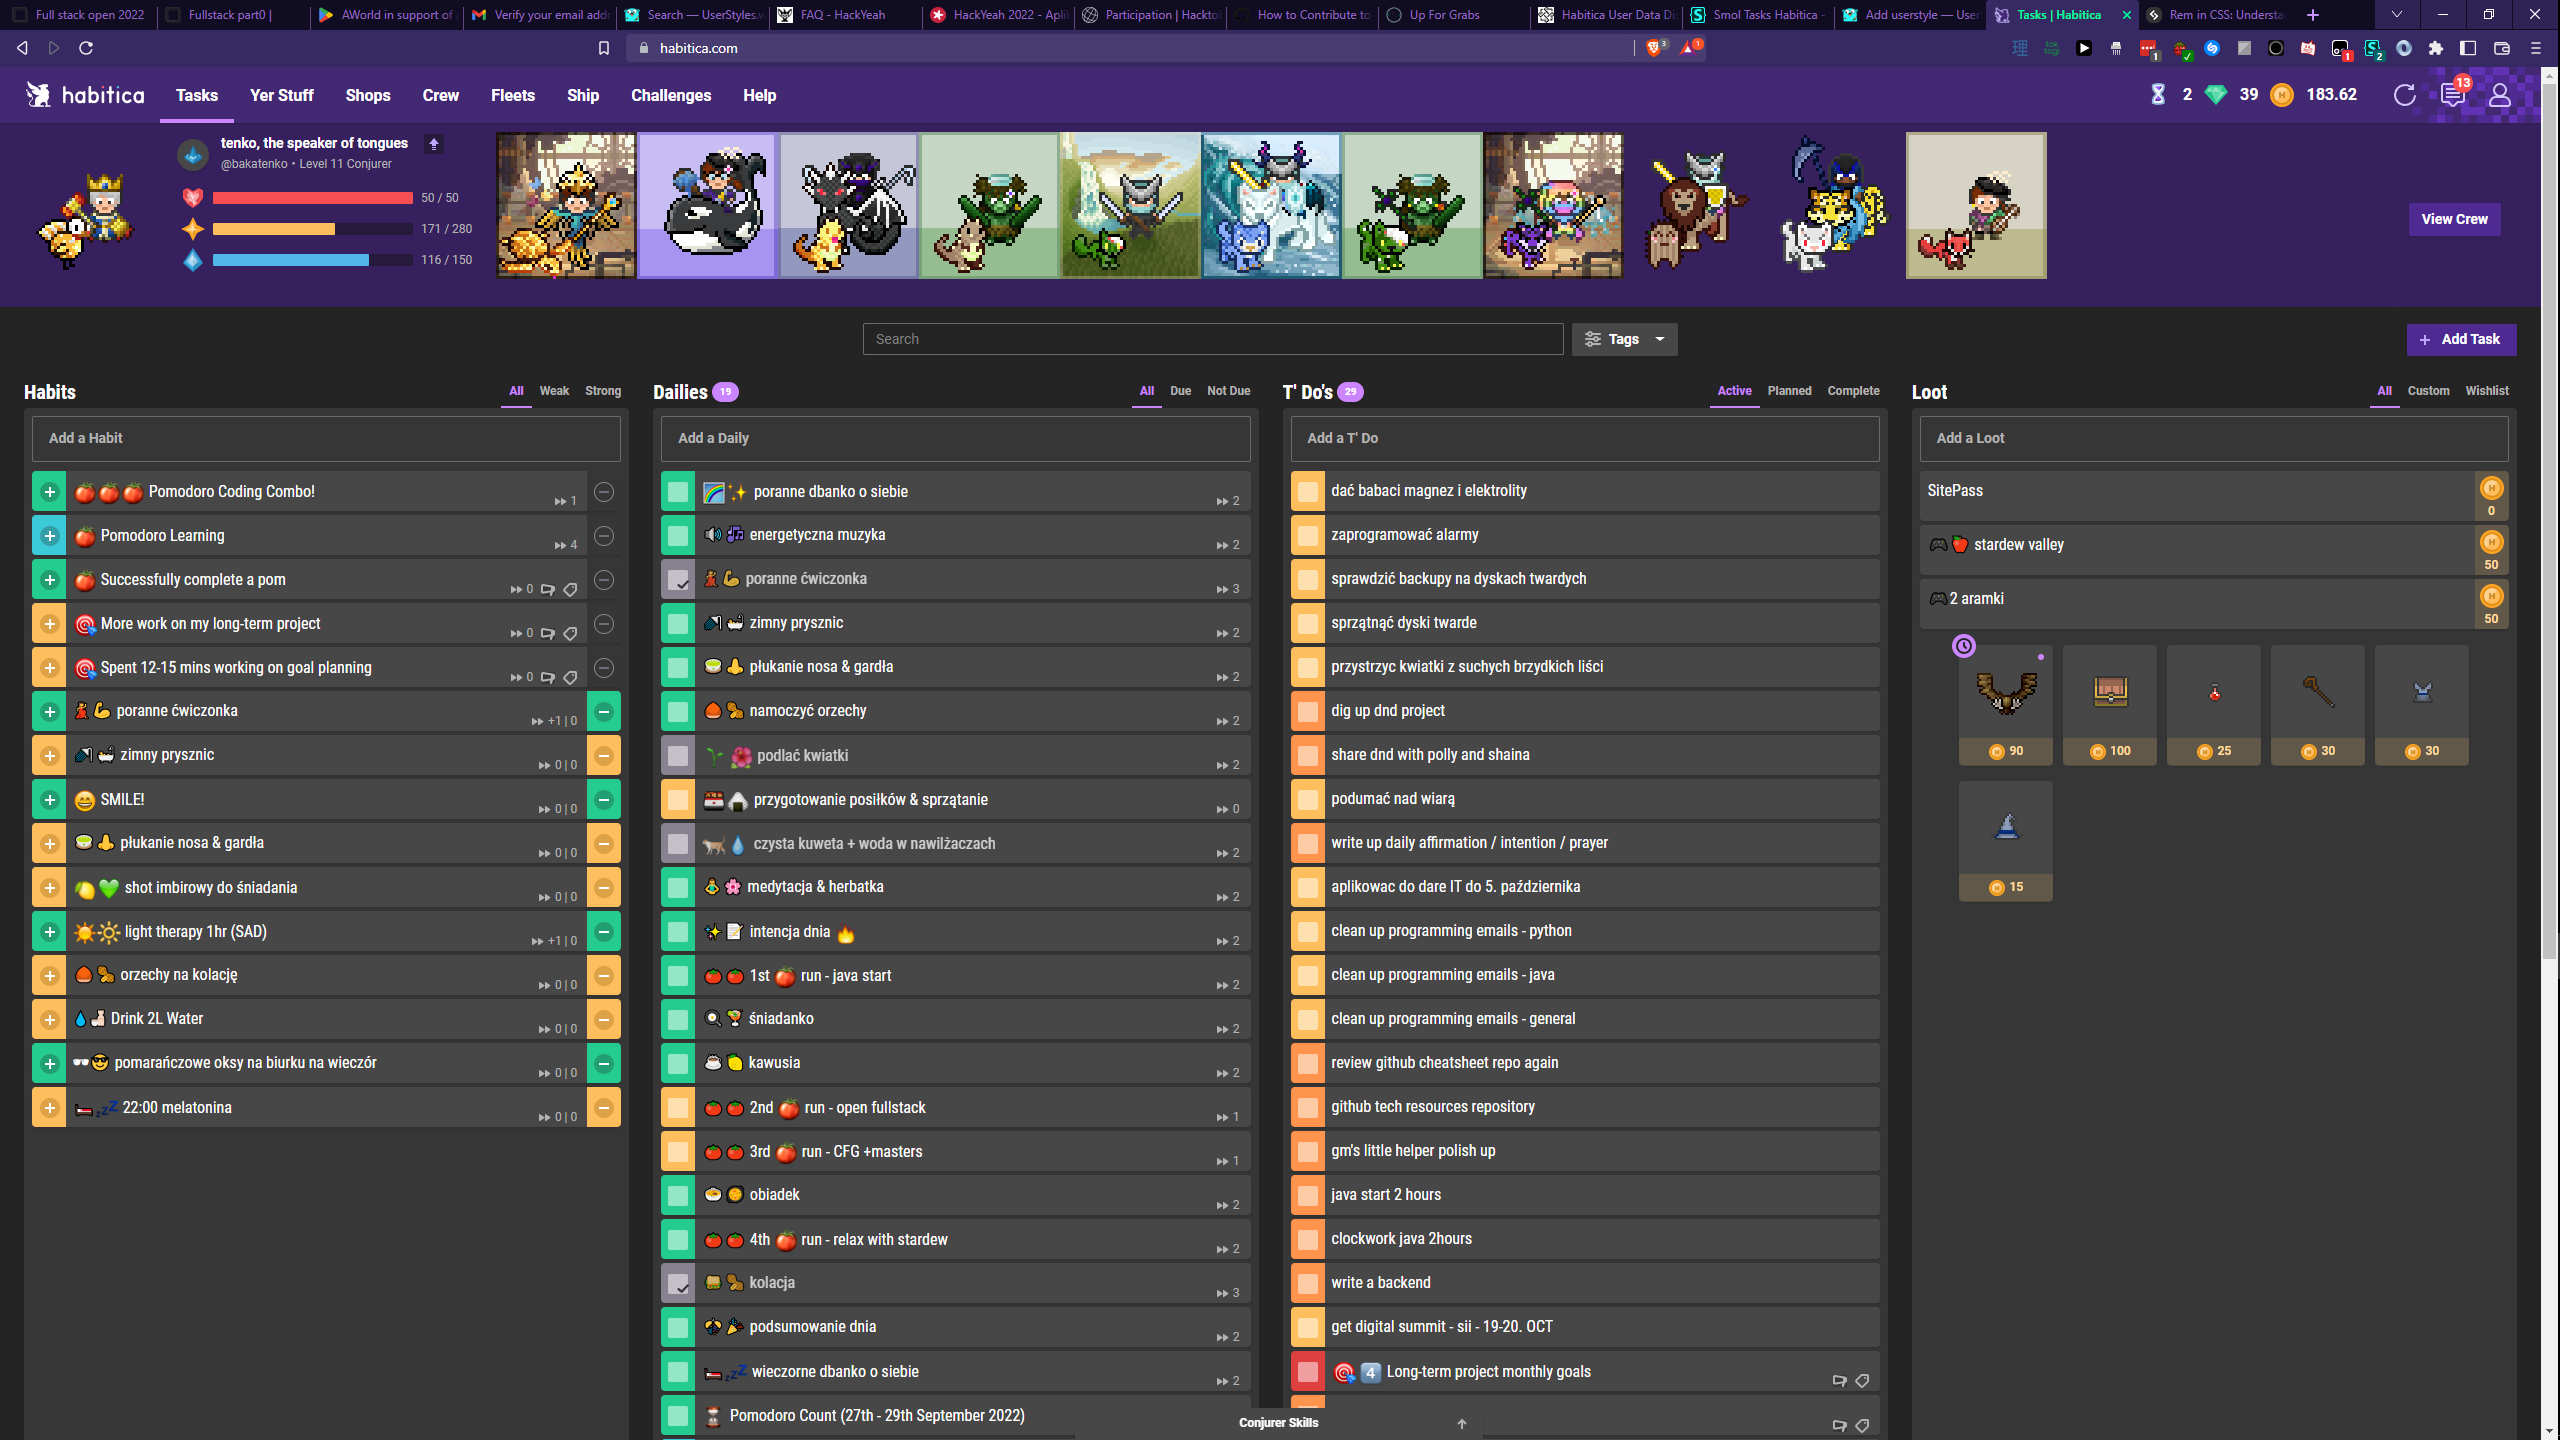 Full stack open 2022
Fullstack part0 |
AWorld in support of
Verify your email addr
Search — UserStyles.w
FAQ - HackYeah
HackYeah 2022 - Apli
Participation | Hackto
How to Contribute to
Up For Grabs
Habitica User Data Di
Smol Tasks Habitica -
Add userstyle — User
Tasks | Habitica
Rem in CSS: Understa
habitica.com
habitica
Tasks
Yer Stuff
Shops
Crew
Fleets
Ship
Challenges
Help
2
39
183.62
13
tenko, the speaker of tongues
@bakatenko • Level 11 Conjurer
50 / 50
171 / 280
116 / 150
View Crew
Search
Tags
+ Add Task
Habits
All Weak Strong
Add a Habit
Pomodoro Coding Combo!
1
Pomodoro Learning
4
Successfully complete a pom
0
More work on my long-term project
0
Spent 12-15 mins working on goal planning
0
poranne ćwiczonka
+1 | 0
zimny prysznic
0 | 0
SMILE!
0 | 0
płukanie nosa & gardła
0 | 0
shot imbirowy do śniadania
0 | 0
light therapy 1hr (SAD)
+1 | 0
orzechy na kolację
0 | 0
Drink 2L Water
0 | 0
pomarańczowe oksy na biurku na wieczór
0 | 0
22:00 melatonina
0 | 0
Dailies 19
All Due Not Due
Add a Daily
poranne dbanko o siebie
2
energetyczna muzyka
2
poranne ćwiczonka
3
zimny prysznic
2
płukanie nosa & gardła
2
namoczyć orzechy
2
podlać kwiatki
2
przygotowanie posiłków & sprzątanie
0
czysta kuweta + woda w nawilżaczach
2
medytacja & herbatka
2
intencja dnia
2
1st run - java start
2
śniadanko
2
kawusia
2
2nd run - open fullstack
1
3rd run - CFG +masters
1
obiadek
2
4th run - relax with stardew
2
kolacja
3
podsumowanie dnia
2
wieczorne dbanko o siebie
2
Pomodoro Count (27th - 29th September 2022)
T' Do's 29
Active Planned Complete
Add a T' Do
dać babaci magnez i elektrolity
zaprogramować alarmy
sprawdzić backupy na dyskach twardych
sprzątnąć dyski twarde
przystrzyc kwiatki z suchych brzydkich liści
dig up dnd project
share dnd with polly and shaina
podumać nad wiarą
write up daily affirmation / intention / prayer
aplikowac do dare IT do 5. października
clean up programming emails - python
clean up programming emails - java
clean up programming emails - general
review github cheatsheet repo again
github tech resources repository
gm's little helper polish up
java start 2 hours
clockwork java 2hours
write a backend
get digital summit - sii - 19-20. OCT
4 Long-term project monthly goals
Loot
All Custom Wishlist
Add a Loot
SitePass
0
stardew valley
50
2 aramki
50
90
100
25
30
30
15
Conjurer Skills